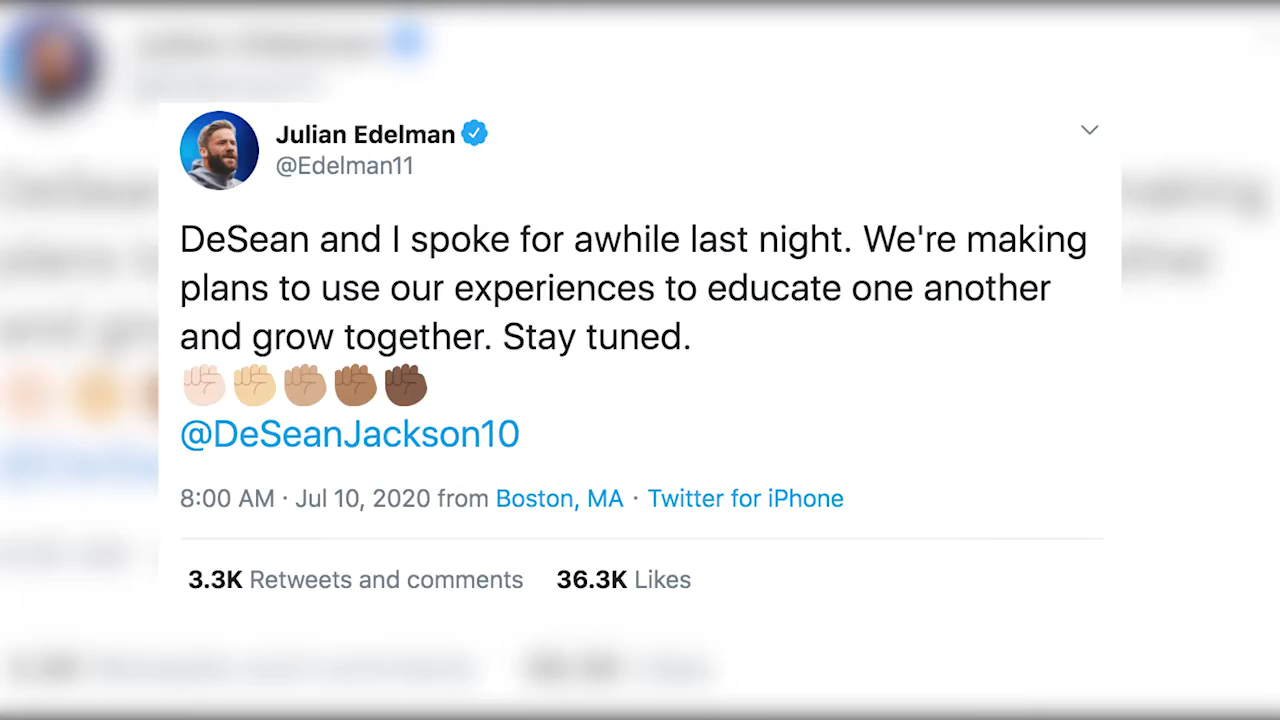 Julian Edelman
@Edelman11
DeSean and I spoke for awhile last night. We're making
plans to use our experiences to educate one another
and grow together. Stay tuned.
✊🏻✊🏼✊🏽✊🏾✊🏿
@DeSeanJackson10
8:00 AM · Jul 10, 2020 from Boston, MA · Twitter for iPhone
3.3K Retweets and comments 36.3K Likes